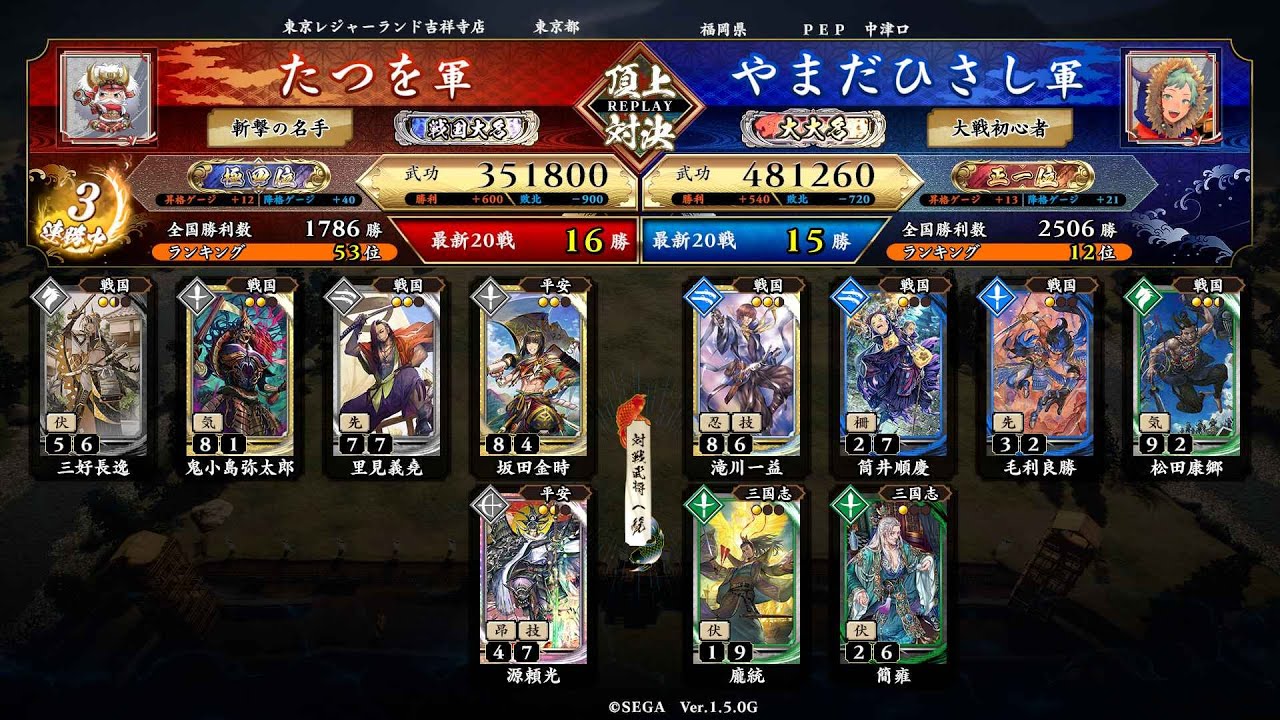 東京レジャーランド吉祥寺店 東京都
福岡県 PEP 中津口
たつを軍
頂上
REPLAY
対決
やまだひさし軍
斬撃の名手
戦国大名
大大名
大戦初心者
3
連勝中
極四位
昇格ゲージ +12 降格ゲージ +40
武功 351800
勝利 +600 敗北 -900
武功 481260
勝利 +540 敗北 -720
正一位
昇格ゲージ +13 降格ゲージ +21
全国勝利数 1786 勝
ランキング 53位
最新20戦 16 勝
最新20戦 15 勝
全国勝利数 2506 勝
ランキング 12位
戦国
伏
5 6
三好長逸
戦国
気
8 1
鬼小島弥太郎
戦国
先
7 7
里見義堯
平安
8 4
坂田金時
戦国
忍 技
8 6
滝川一益
戦国
柵
2 7
筒井順慶
戦国
先
3 2
毛利良勝
戦国
気
9 2
松田康郷
対戦武将一覧
平安
昂 技
4 7
源頼光
三国志
伏
1 9
龐統
三国志
伏
2 6
簡雍
©SEGA Ver.1.5.0G